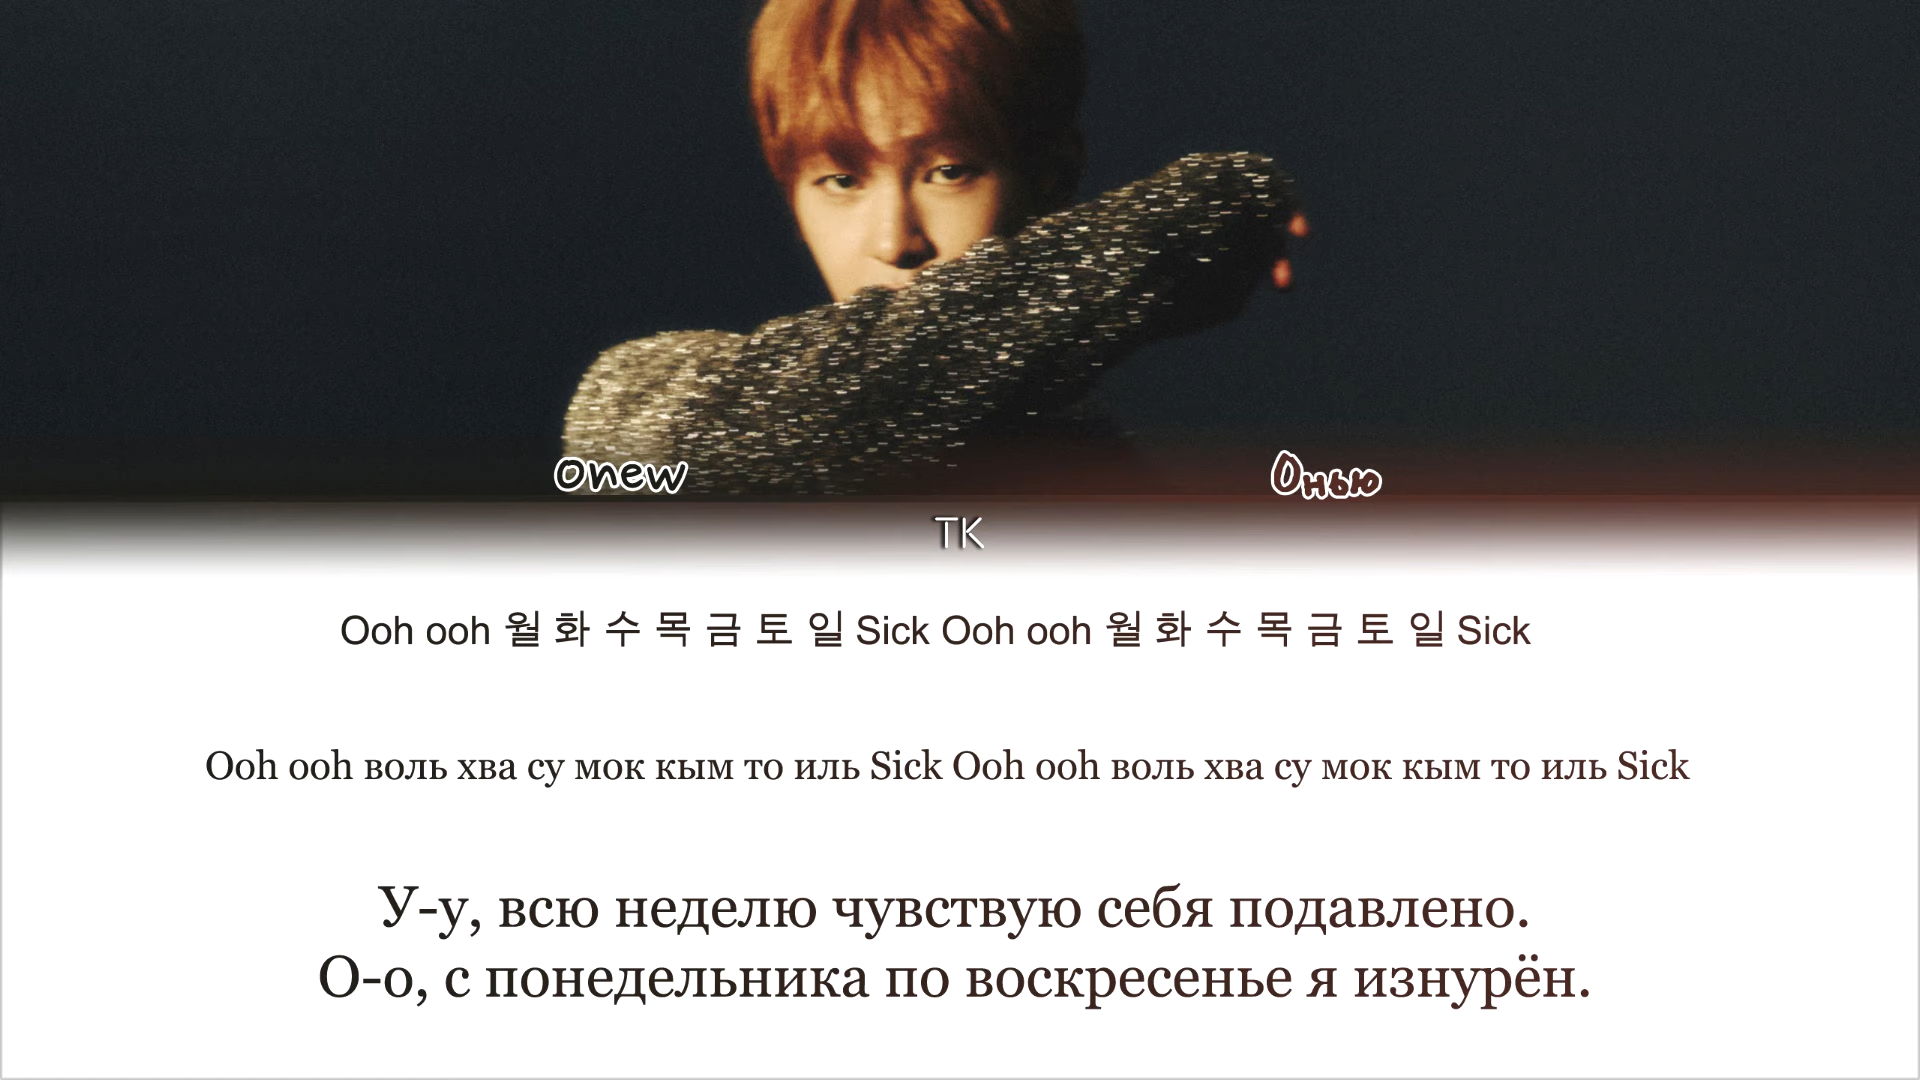 Onew
Онью
TK
Ooh ooh 월 화 수 목 금 토 일 Sick Ooh ooh 월 화 수 목 금 토 일 Sick
Ooh ooh воль хва су мок кым то иль Sick Ooh ooh воль хва су мок кым то иль Sick
У-у, всю неделю чувствую себя подавлено.
О-о, с понедельника по воскресенье я изнурён.